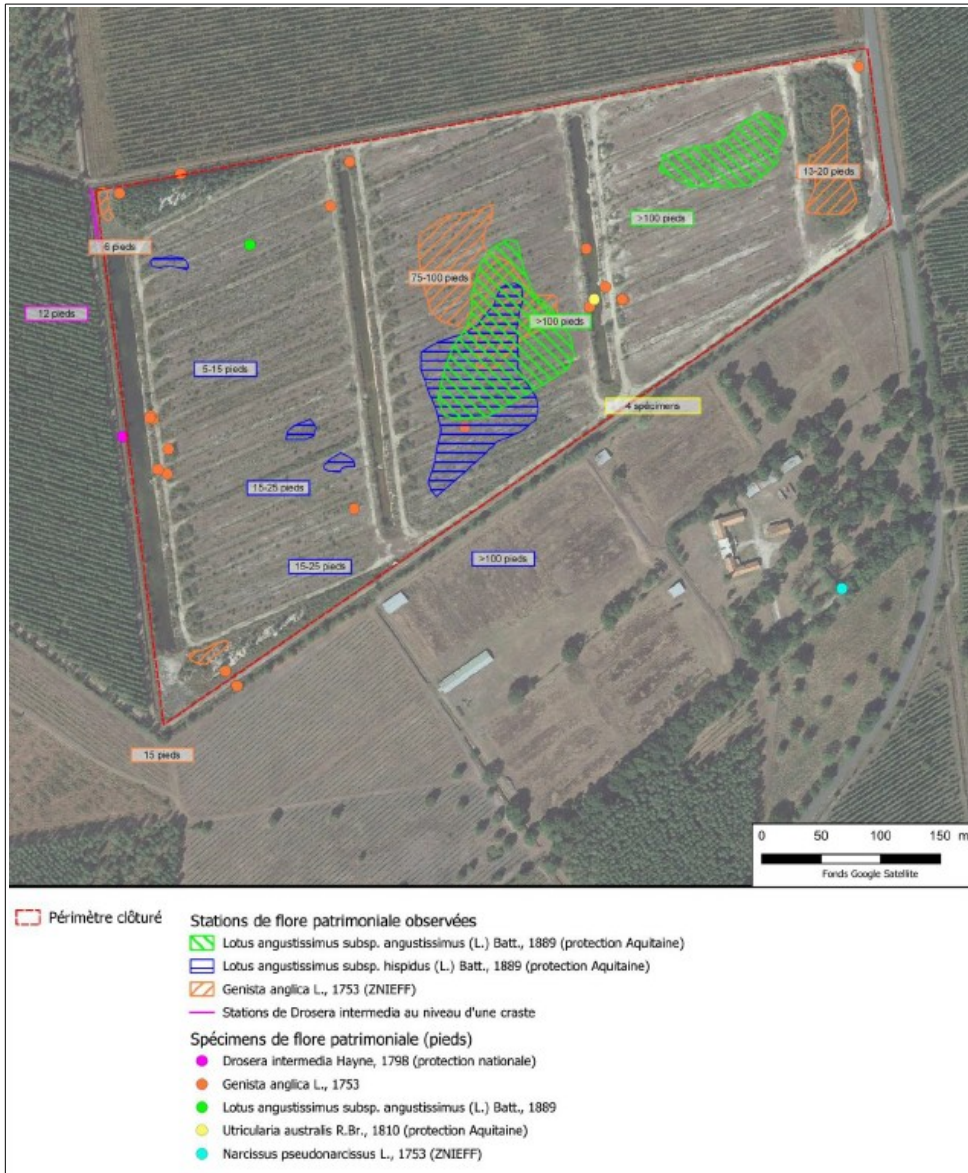 13-20 pieds
>100 pieds
6 pieds
75-100 pieds
12 pieds
>100 pieds
5-15 pieds
4 spécimens
15-25 pieds
15-25 pieds
>100 pieds
15 pieds
0 50 100 150 m
Fonds Google Satellite
Périmètre clôturé
Stations de flore patrimoniale observées
Lotus angustissimus subsp. angustissimus (L.) Batt., 1889 (protection Aquitaine)
Lotus angustissimus subsp. hispidus (L.) Batt., 1889 (protection Aquitaine)
Genista anglica L., 1753 (ZNIEFF)
Stations de Drosera intermedia au niveau d'une craste
Spécimens de flore patrimoniale (pieds)
Drosera intermedia Hayne, 1798 (protection nationale)
Genista anglica L., 1753
Lotus angustissimus subsp. angustissimus (L.) Batt., 1889
Utricularia australis R.Br., 1810 (protection Aquitaine)
Narcissus pseudonarcissus L., 1753 (ZNIEFF)